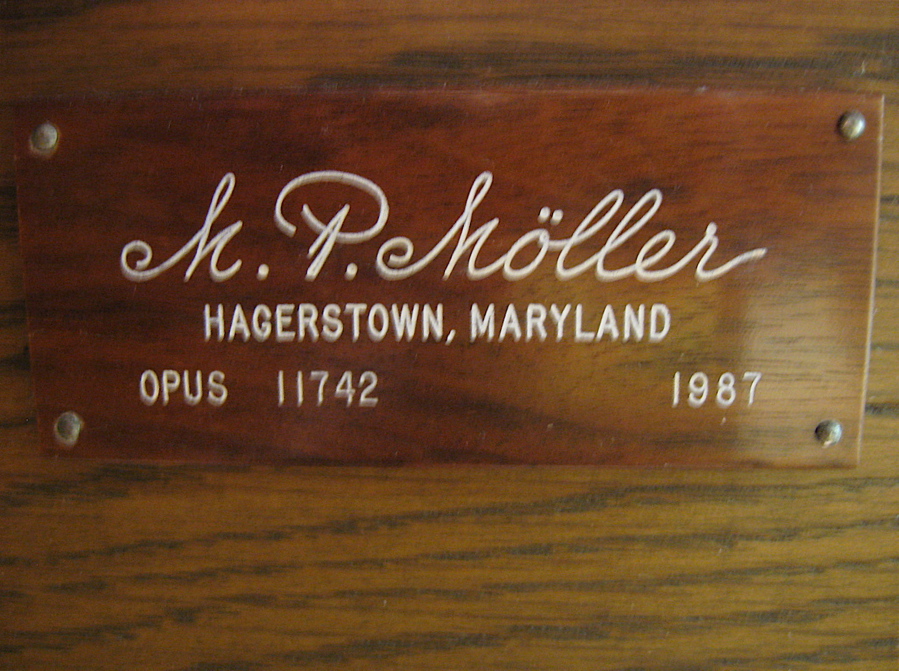 M. P. Möller
HAGERSTOWN, MARYLAND
OPUS 11742 1987